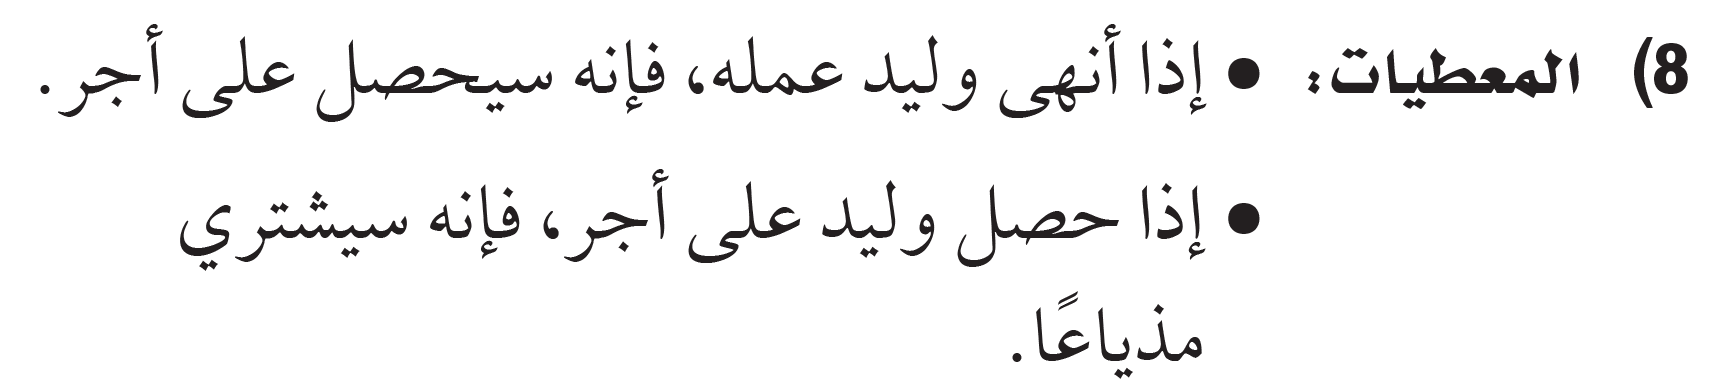 8) المعطيات: • إذا أنهى وليد عمله، فإنه سيحصل على أجر.
• إذا حصل وليد على أجر، فإنه سيشتري
مذياعًا.